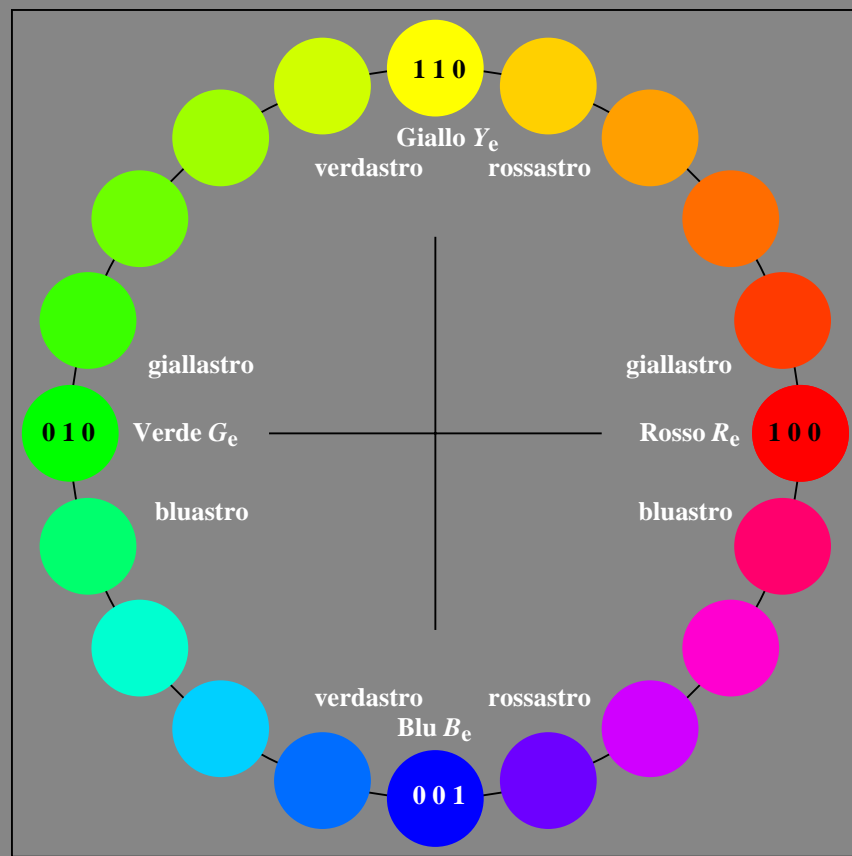 1 1 0
Giallo Yₑ
verdastro rossastro
giallastro giallastro
0 1 0 Verde Gₑ Rosso Rₑ 1 0 0
bluastro bluastro
verdastro rossastro
Blu Bₑ
0 0 1